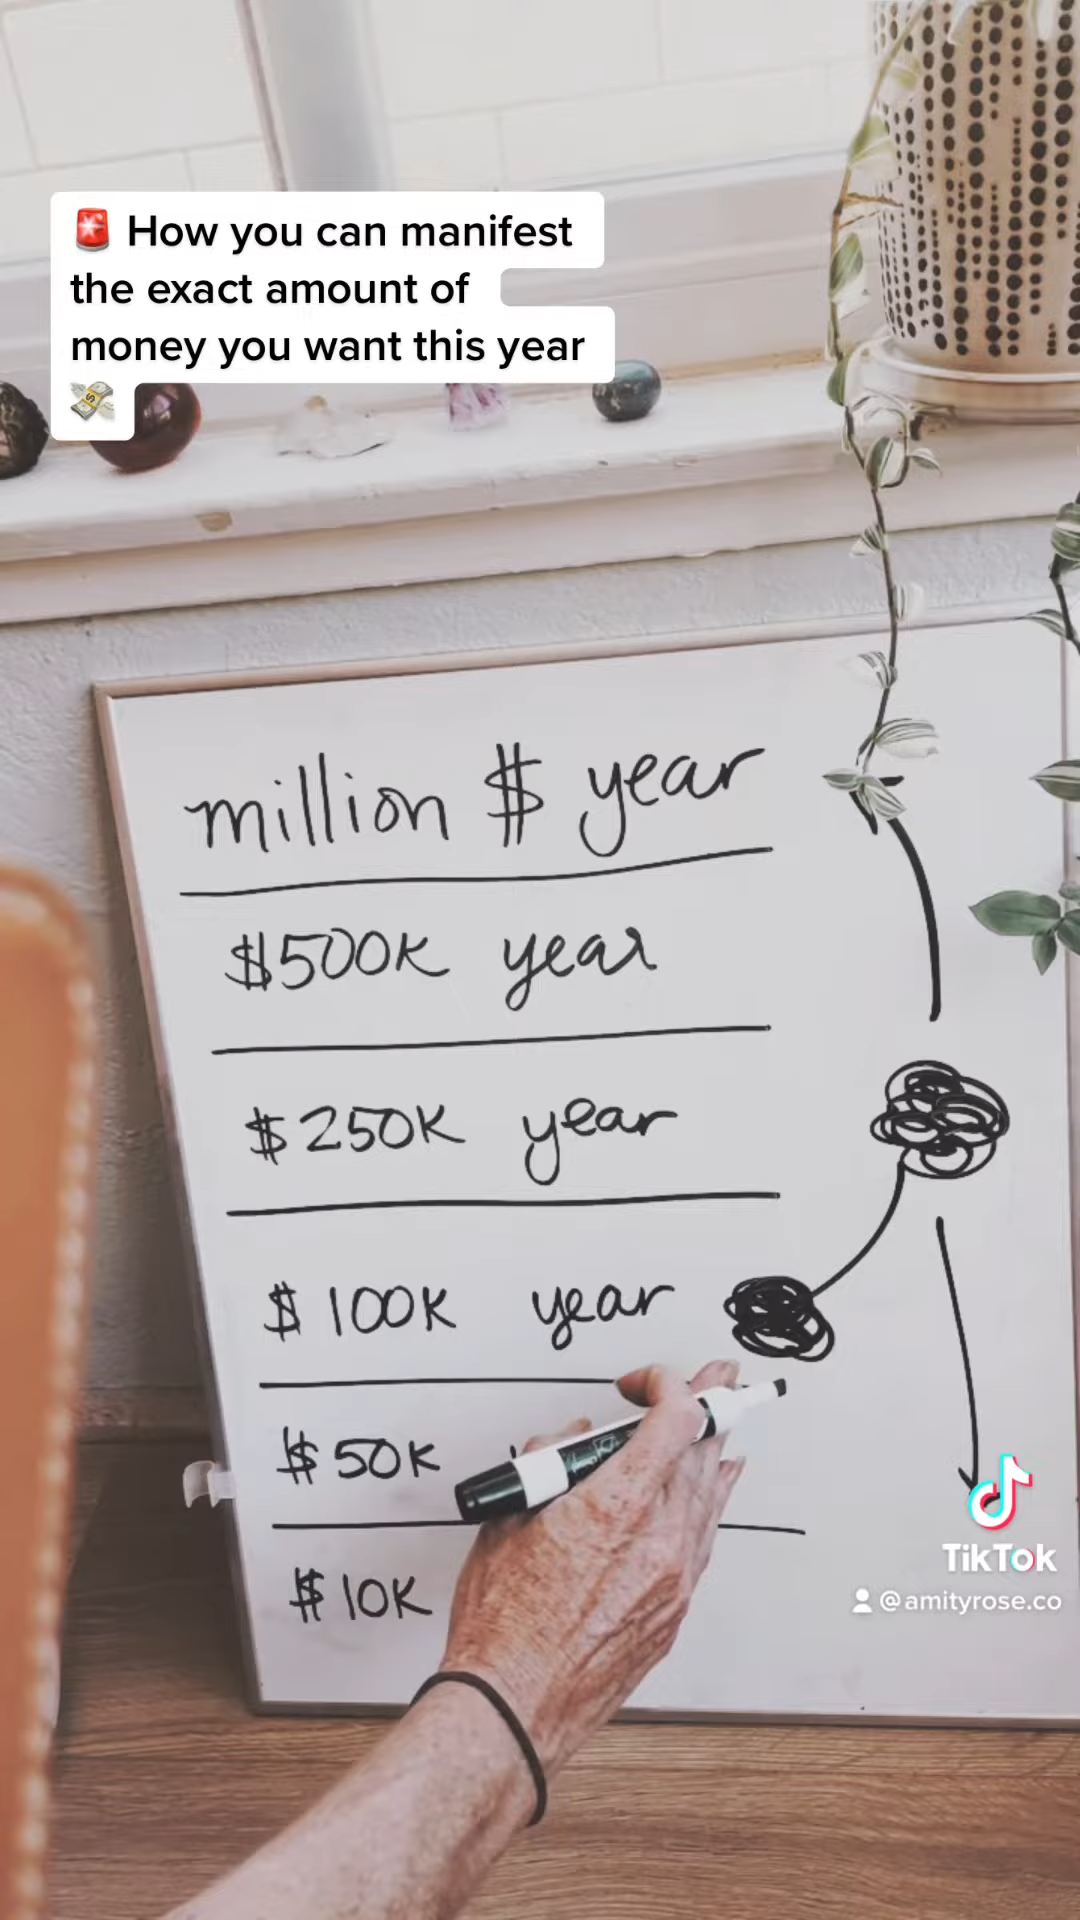 🚨 How you can manifest
the exact amount of
money you want this year
💸
million $ year
$500K year
$250K year
$100K year
$50K
$10K
TikTok
@amityrose.co